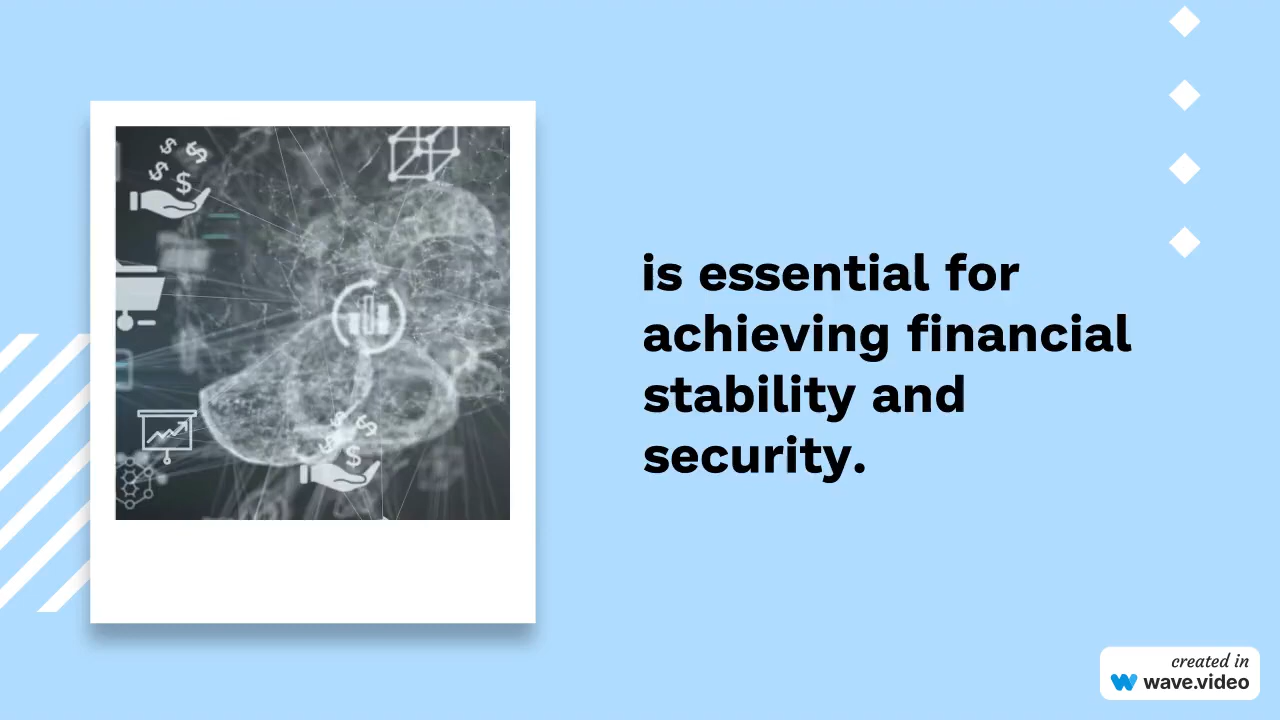 is essential for
achieving financial
stability and
security.
created in
wave.video